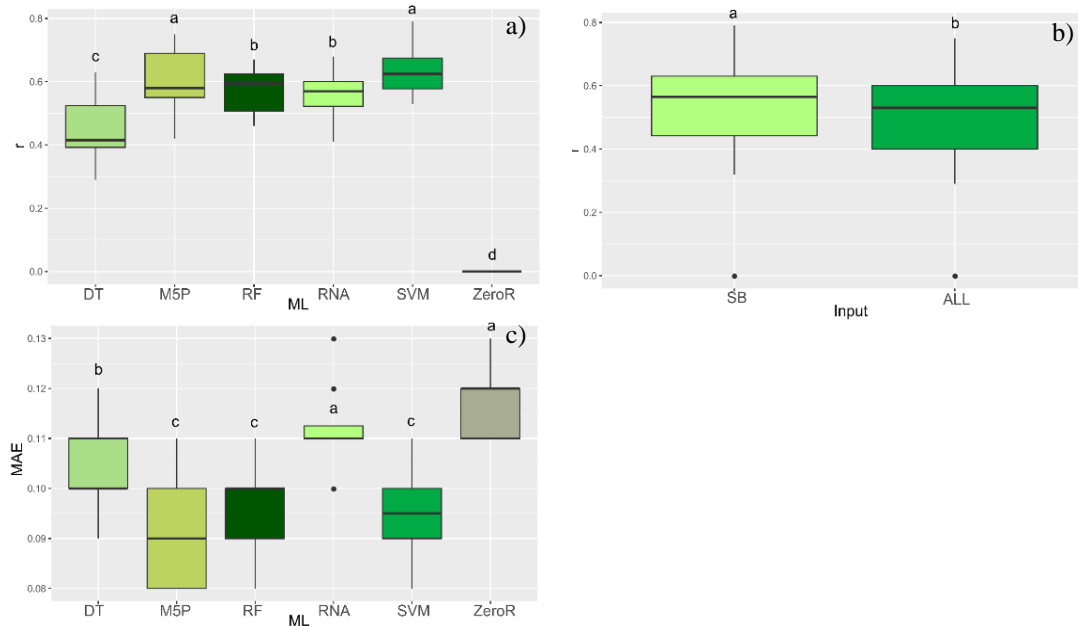 a)
0.8
a
a
b
b
c
0.6
r
0.4
0.2
d
0.0
DT M5P RF RNA SVM ZeroR
ML
b)
a
b
0.8
0.6
0.4
0.2
0.0
SB ALL
Input
c)
a
0.13
b
0.12
a
c
c
c
MAE
0.11
0.10
0.09
0.08
DT M5P RF RNA SVM ZeroR
ML